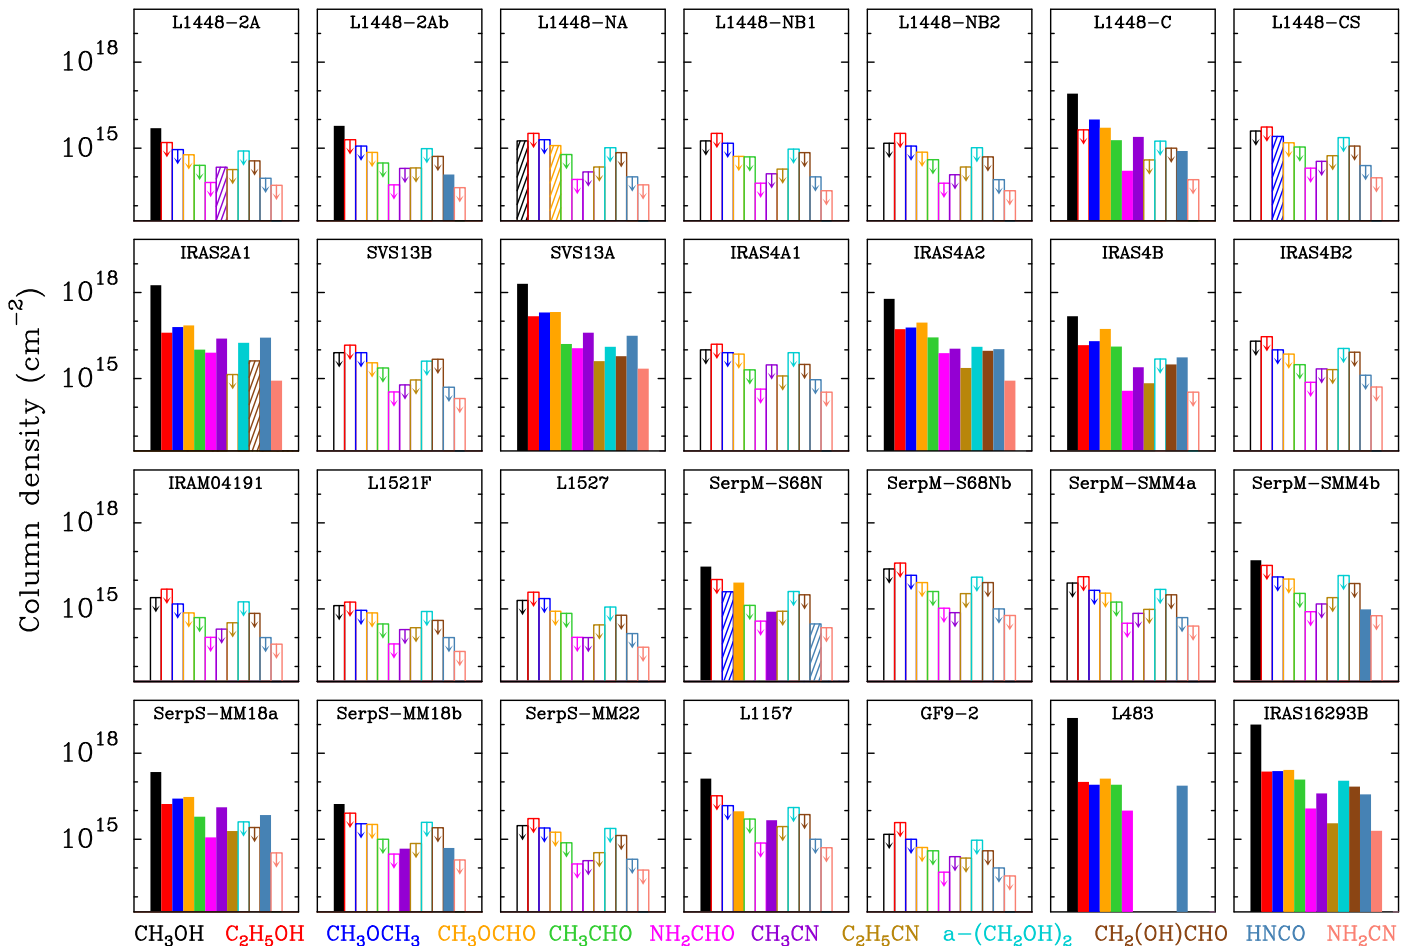 L1448-2A L1448-2Ab L1448-NA L1448-NB1 L1448-NB2 L1448-C L1448-CS
10^18
10^15
IRAS2A1 SVS13B SVS13A IRAS4A1 IRAS4A2 IRAS4B IRAS4B2
10^18
10^15
Column density (cm^-2)
IRAM04191 L1521F L1527 SerpM-S68N SerpM-S68Nb SerpM-SMM4a SerpM-SMM4b
10^18
10^15
SerpS-MM18a SerpS-MM18b SerpS-MM22 L1157 GF9-2 L483 IRAS16293B
10^18
10^15
CH3OH C2H5OH CH3OCH3 CH3OCHO CH3CHO NH2CHO CH3CN C2H5CN a-(CH2OH)2 CH2(OH)CHO HNCO NH2CN